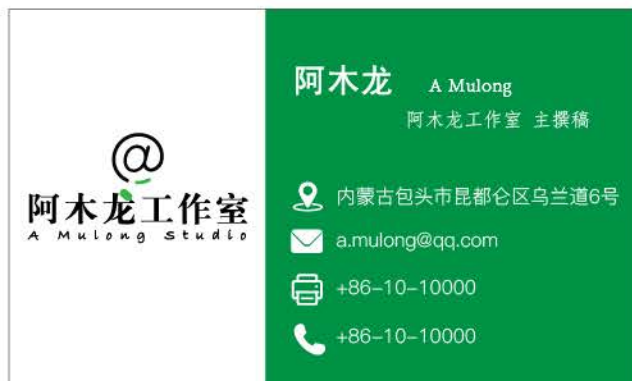 @
阿木龙工作室
A Mulong Studio
阿木龙 A Mulong
阿木龙工作室 主撰稿
内蒙古包头市昆都仑区乌兰道6号
a.mulong@qq.com
+86-10-10000
+86-10-10000